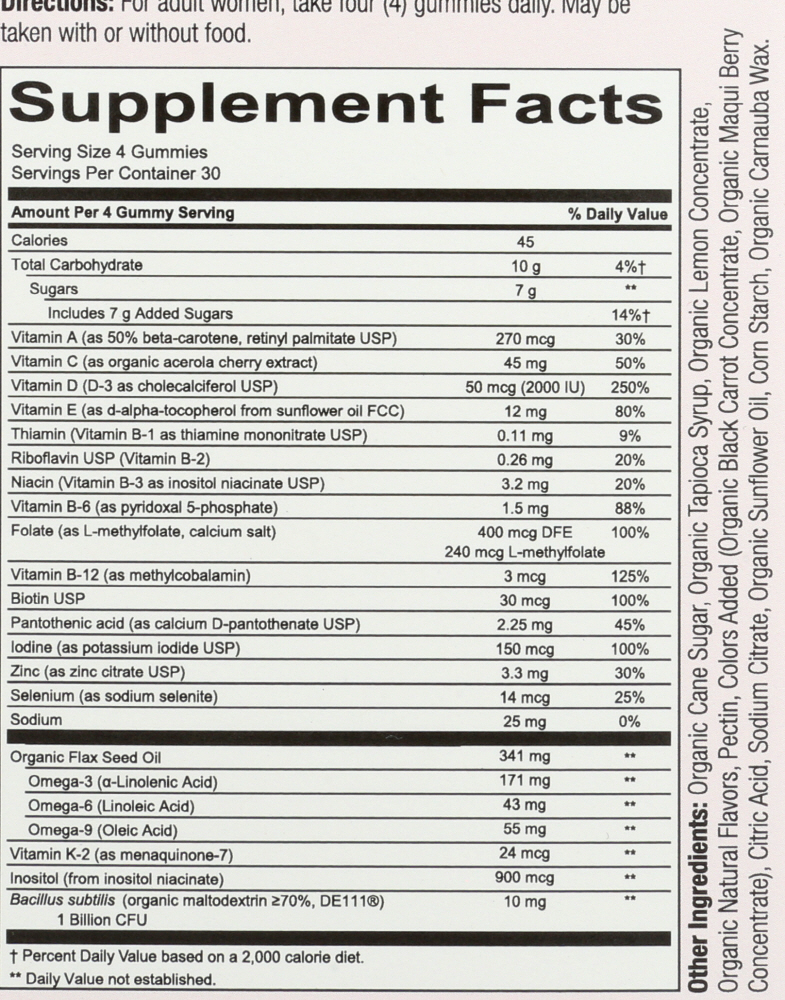 Directions: For adult women, take four (4) gummies daily. May be
taken with or without food.
Supplement Facts
Serving Size 4 Gummies
Servings Per Container 30
Amount Per 4 Gummy Serving % Daily Value
Calories 45
Total Carbohydrate 10 g 4%†
Sugars 7 g **
Includes 7 g Added Sugars 14%†
Vitamin A (as 50% beta-carotene, retinyl palmitate USP) 270 mcg 30%
Vitamin C (as organic acerola cherry extract) 45 mg 50%
Vitamin D (D-3 as cholecalciferol USP) 50 mcg (2000 IU) 250%
Vitamin E (as d-alpha-tocopherol from sunflower oil FCC) 12 mg 80%
Thiamin (Vitamin B-1 as thiamine mononitrate USP) 0.11 mg 9%
Riboflavin USP (Vitamin B-2) 0.26 mg 20%
Niacin (Vitamin B-3 as inositol niacinate USP) 3.2 mg 20%
Vitamin B-6 (as pyridoxal 5-phosphate) 1.5 mg 88%
Folate (as L-methylfolate, calcium salt) 400 mcg DFE 100%
240 mcg L-methylfolate
Vitamin B-12 (as methylcobalamin) 3 mcg 125%
Biotin USP 30 mcg 100%
Pantothenic acid (as calcium D-pantothenate USP) 2.25 mg 45%
Iodine (as potassium iodide USP) 150 mcg 100%
Zinc (as zinc citrate USP) 3.3 mg 30%
Selenium (as sodium selenite) 14 mcg 25%
Sodium 25 mg 0%
Organic Flax Seed Oil 341 mg **
Omega-3 (α-Linolenic Acid) 171 mg **
Omega-6 (Linoleic Acid) 43 mg **
Omega-9 (Oleic Acid) 55 mg **
Vitamin K-2 (as menaquinone-7) 24 mcg **
Inositol (from inositol niacinate) 900 mcg **
Bacillus subtilis (organic maltodextrin ≥70%, DE111®) 10 mg **
1 Billion CFU
† Percent Daily Value based on a 2,000 calorie diet.
** Daily Value not established.
Other Ingredients: Organic Cane Sugar, Organic Tapioca Syrup, Organic Lemon Concentrate,
Organic Natural Flavors, Pectin, Colors Added (Organic Black Carrot Concentrate, Organic Maqui Berry
Concentrate), Citric Acid, Sodium Citrate, Organic Sunflower Oil, Corn Starch, Organic Carnauba Wax.